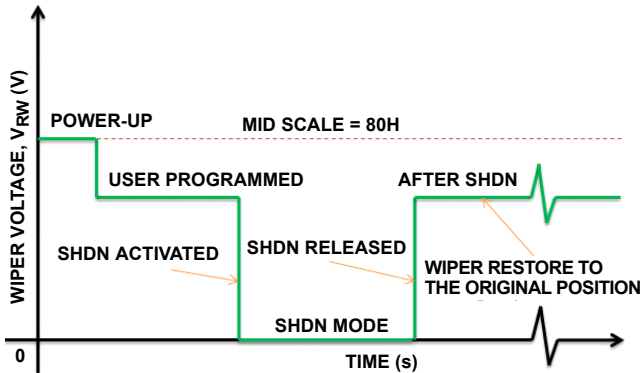 WIPER VOLTAGE, VRW (V)
POWER-UP
MID SCALE = 80H
USER PROGRAMMED
AFTER SHDN
SHDN ACTIVATED
SHDN RELEASED
WIPER RESTORE TO
THE ORIGINAL POSITION
SHDN MODE
0
TIME (s)